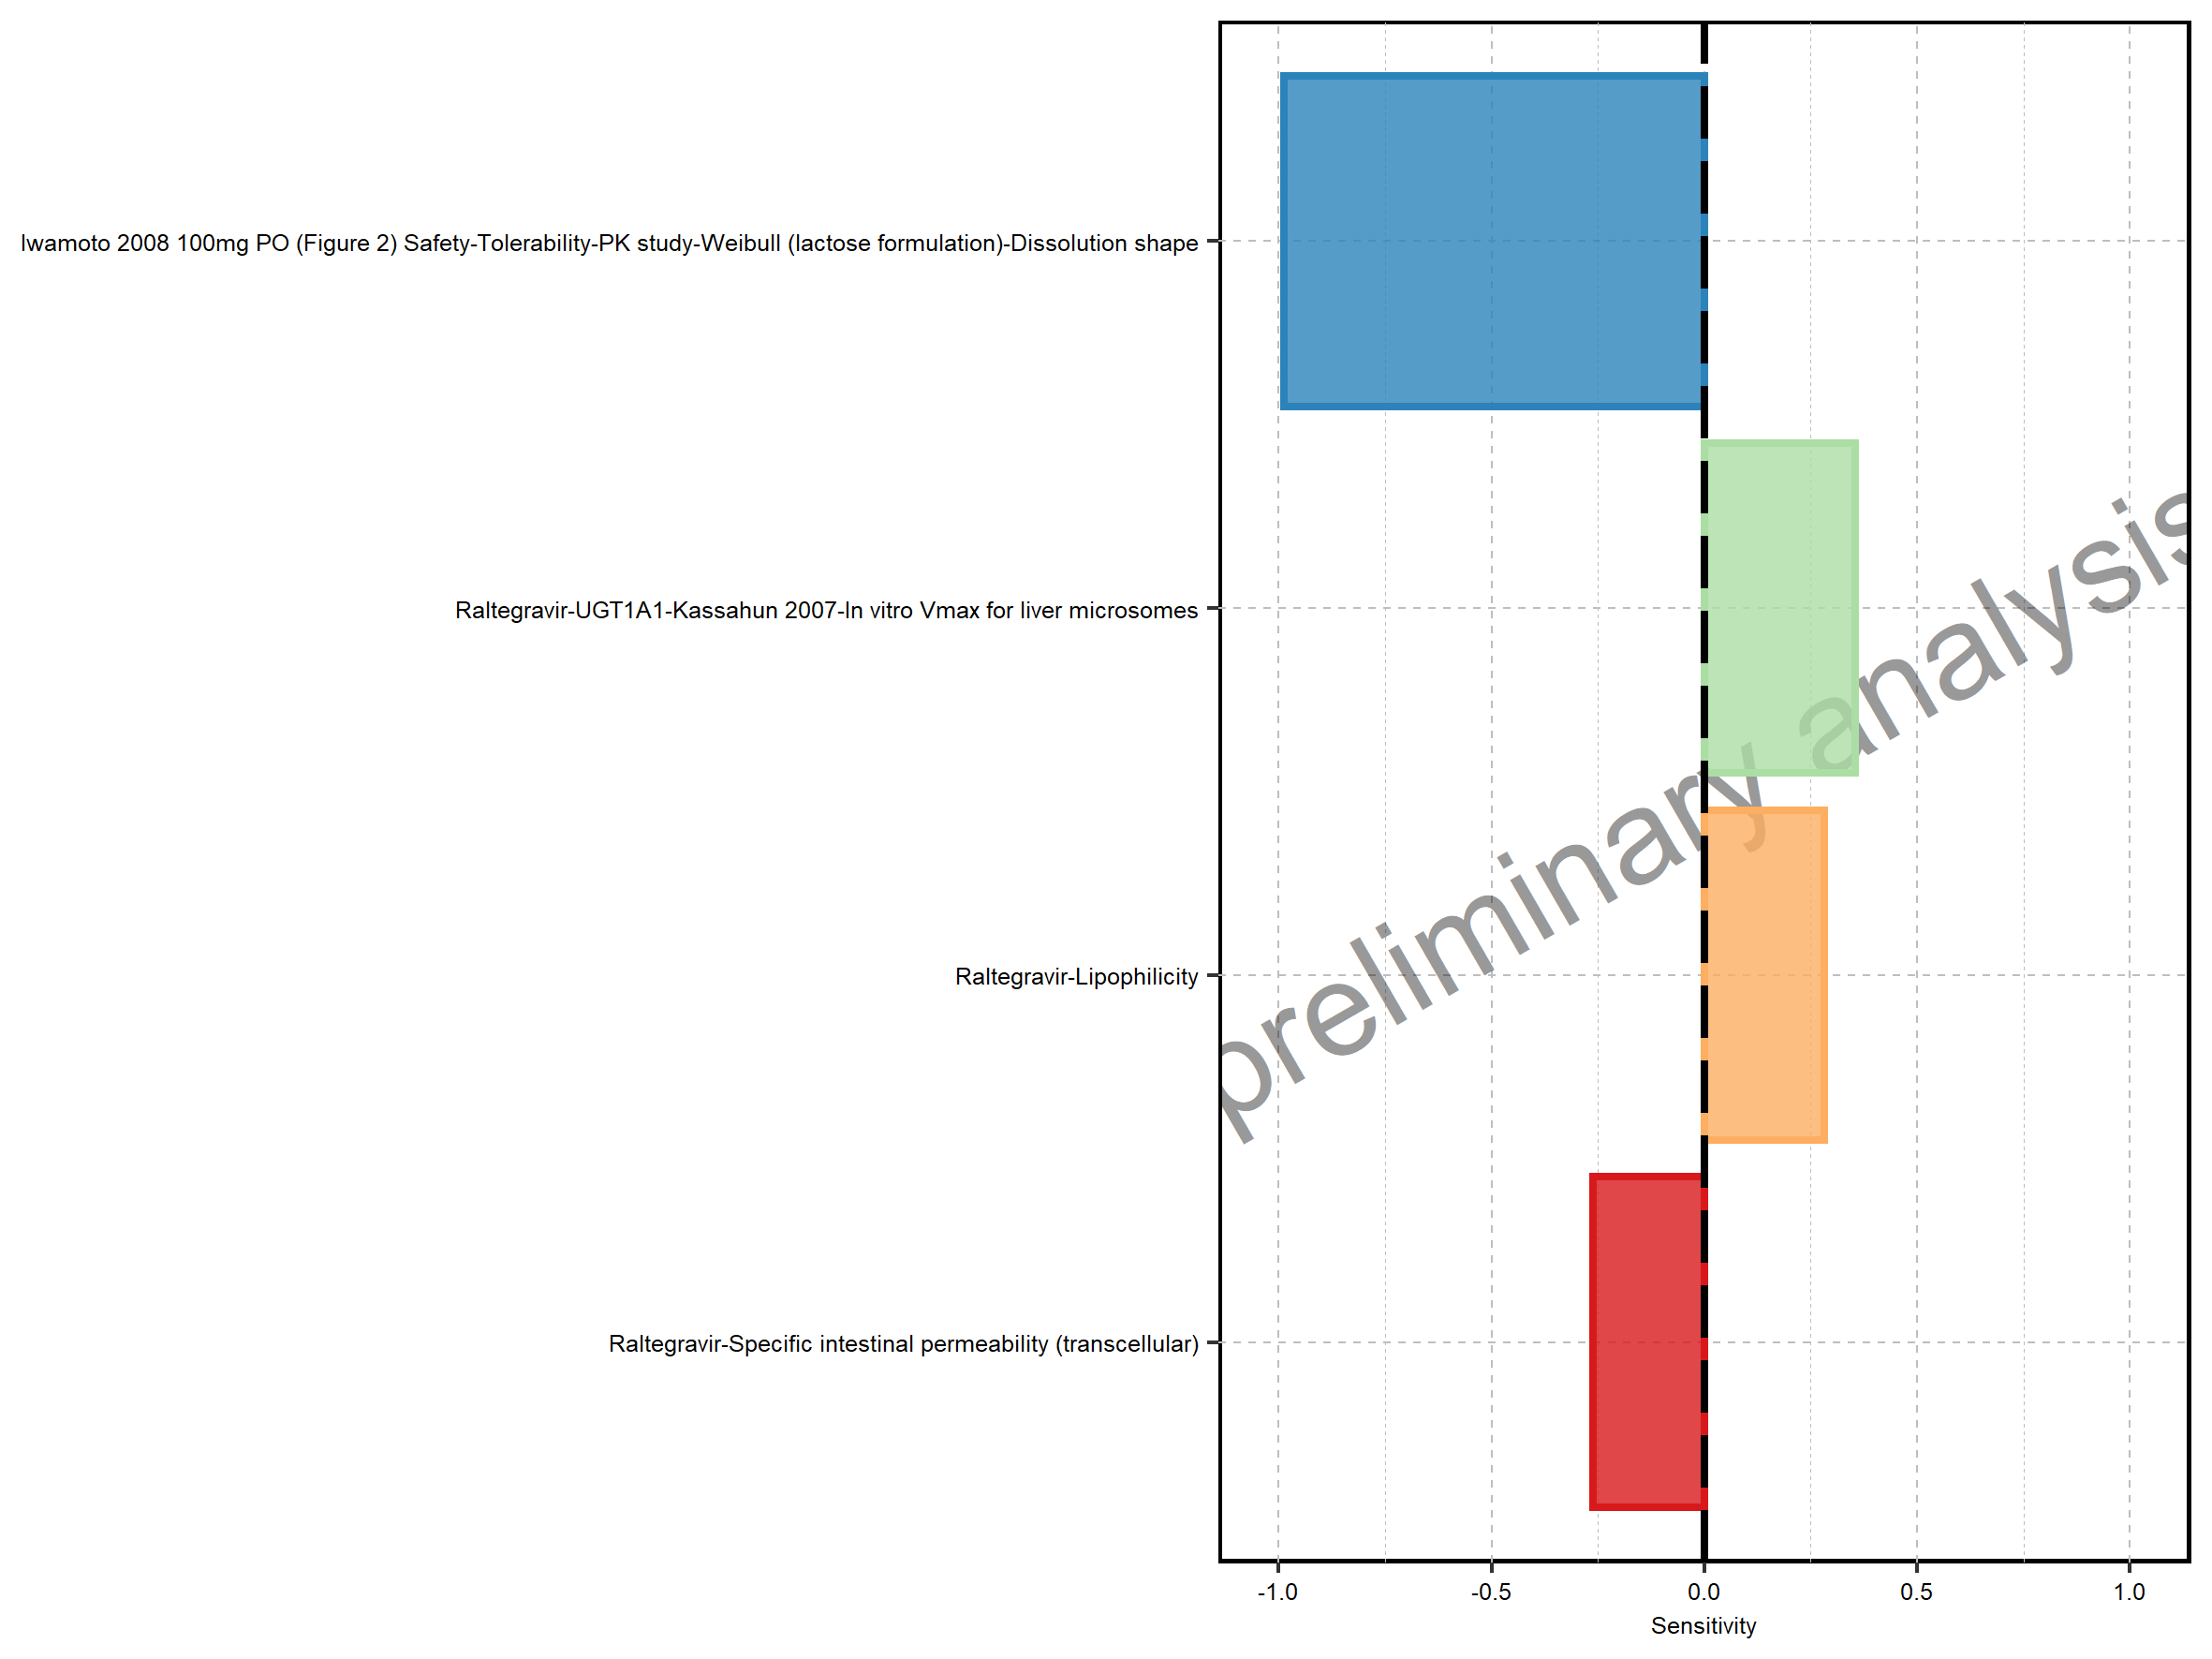 Iwamoto 2008 100mg PO (Figure 2) Safety-Tolerability-PK study-Weibull (lactose formulation)-Dissolution shape
Raltegravir-UGT1A1-Kassahun 2007-In vitro Vmax for liver microsomes
Raltegravir-Lipophilicity
Raltegravir-Specific intestinal permeability (transcellular)
preliminary analysis
-1.0 -0.5 0.0 0.5 1.0
Sensitivity